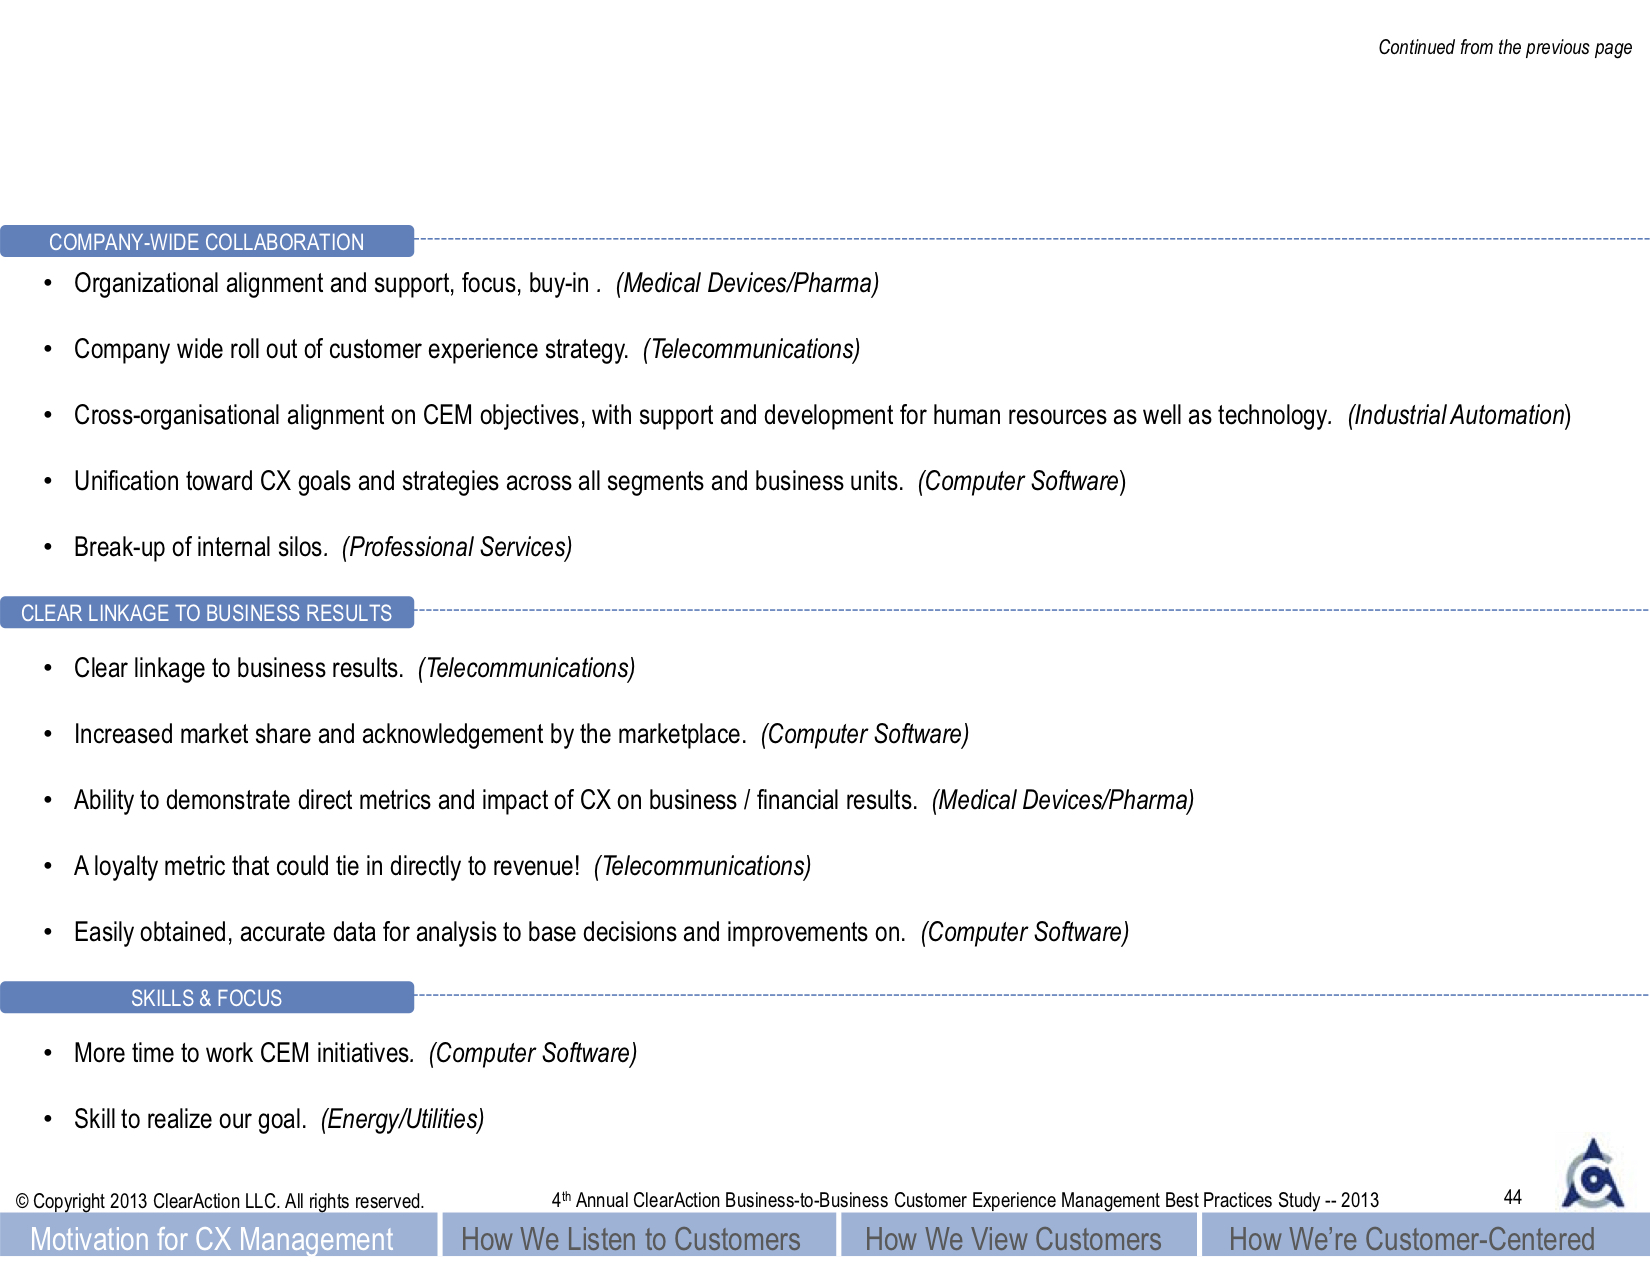 Continued from the previous page
COMPANY-WIDE COLLABORATION
• Organizational alignment and support, focus, buy-in . (Medical Devices/Pharma)
• Company wide roll out of customer experience strategy. (Telecommunications)
• Cross-organisational alignment on CEM objectives, with support and development for human resources as well as technology. (Industrial Automation)
• Unification toward CX goals and strategies across all segments and business units. (Computer Software)
• Break-up of internal silos. (Professional Services)
CLEAR LINKAGE TO BUSINESS RESULTS
• Clear linkage to business results. (Telecommunications)
• Increased market share and acknowledgement by the marketplace. (Computer Software)
• Ability to demonstrate direct metrics and impact of CX on business / financial results. (Medical Devices/Pharma)
• A loyalty metric that could tie in directly to revenue! (Telecommunications)
• Easily obtained, accurate data for analysis to base decisions and improvements on. (Computer Software)
SKILLS & FOCUS
• More time to work CEM initiatives. (Computer Software)
• Skill to realize our goal. (Energy/Utilities)
© Copyright 2013 ClearAction LLC. All rights reserved. 4th Annual ClearAction Business-to-Business Customer Experience Management Best Practices Study -- 2013 44
Motivation for CX Management How We Listen to Customers How We View Customers How We’re Customer-Centered